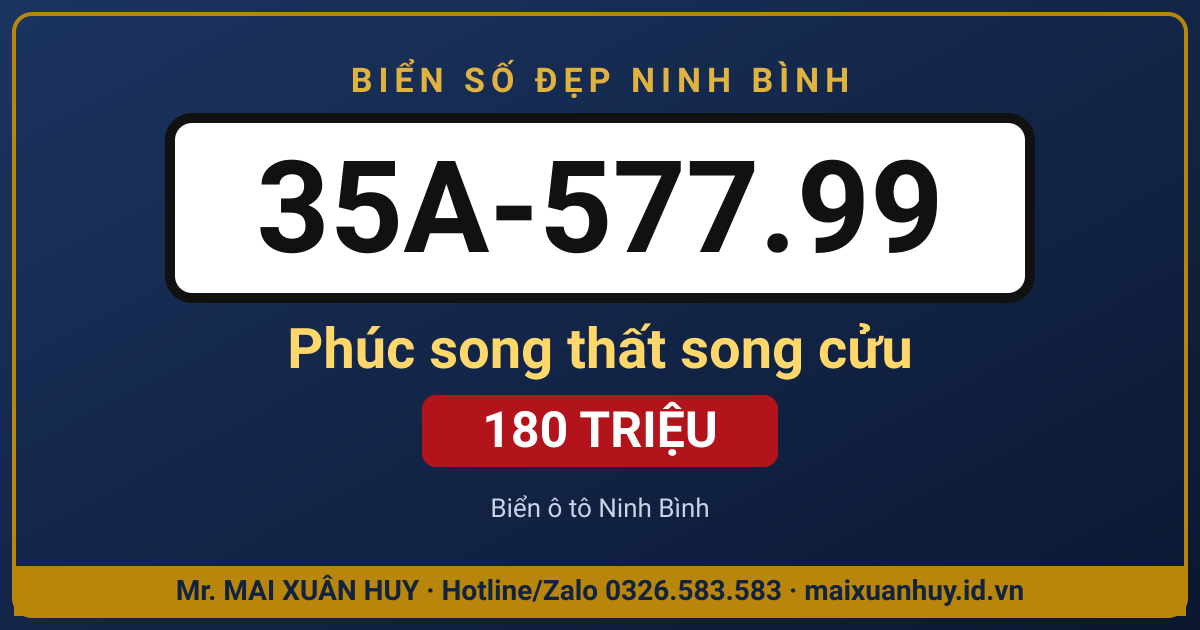 BIỂN SỐ ĐẸP NINH BÌNH
35A-577.99
Phúc song thất song cửu
180 TRIỆU
Biển ô tô Ninh Bình
Mr. MAI XUÂN HUY · Hotline/Zalo 0326.583.583 · maixuanhuy.id.vn